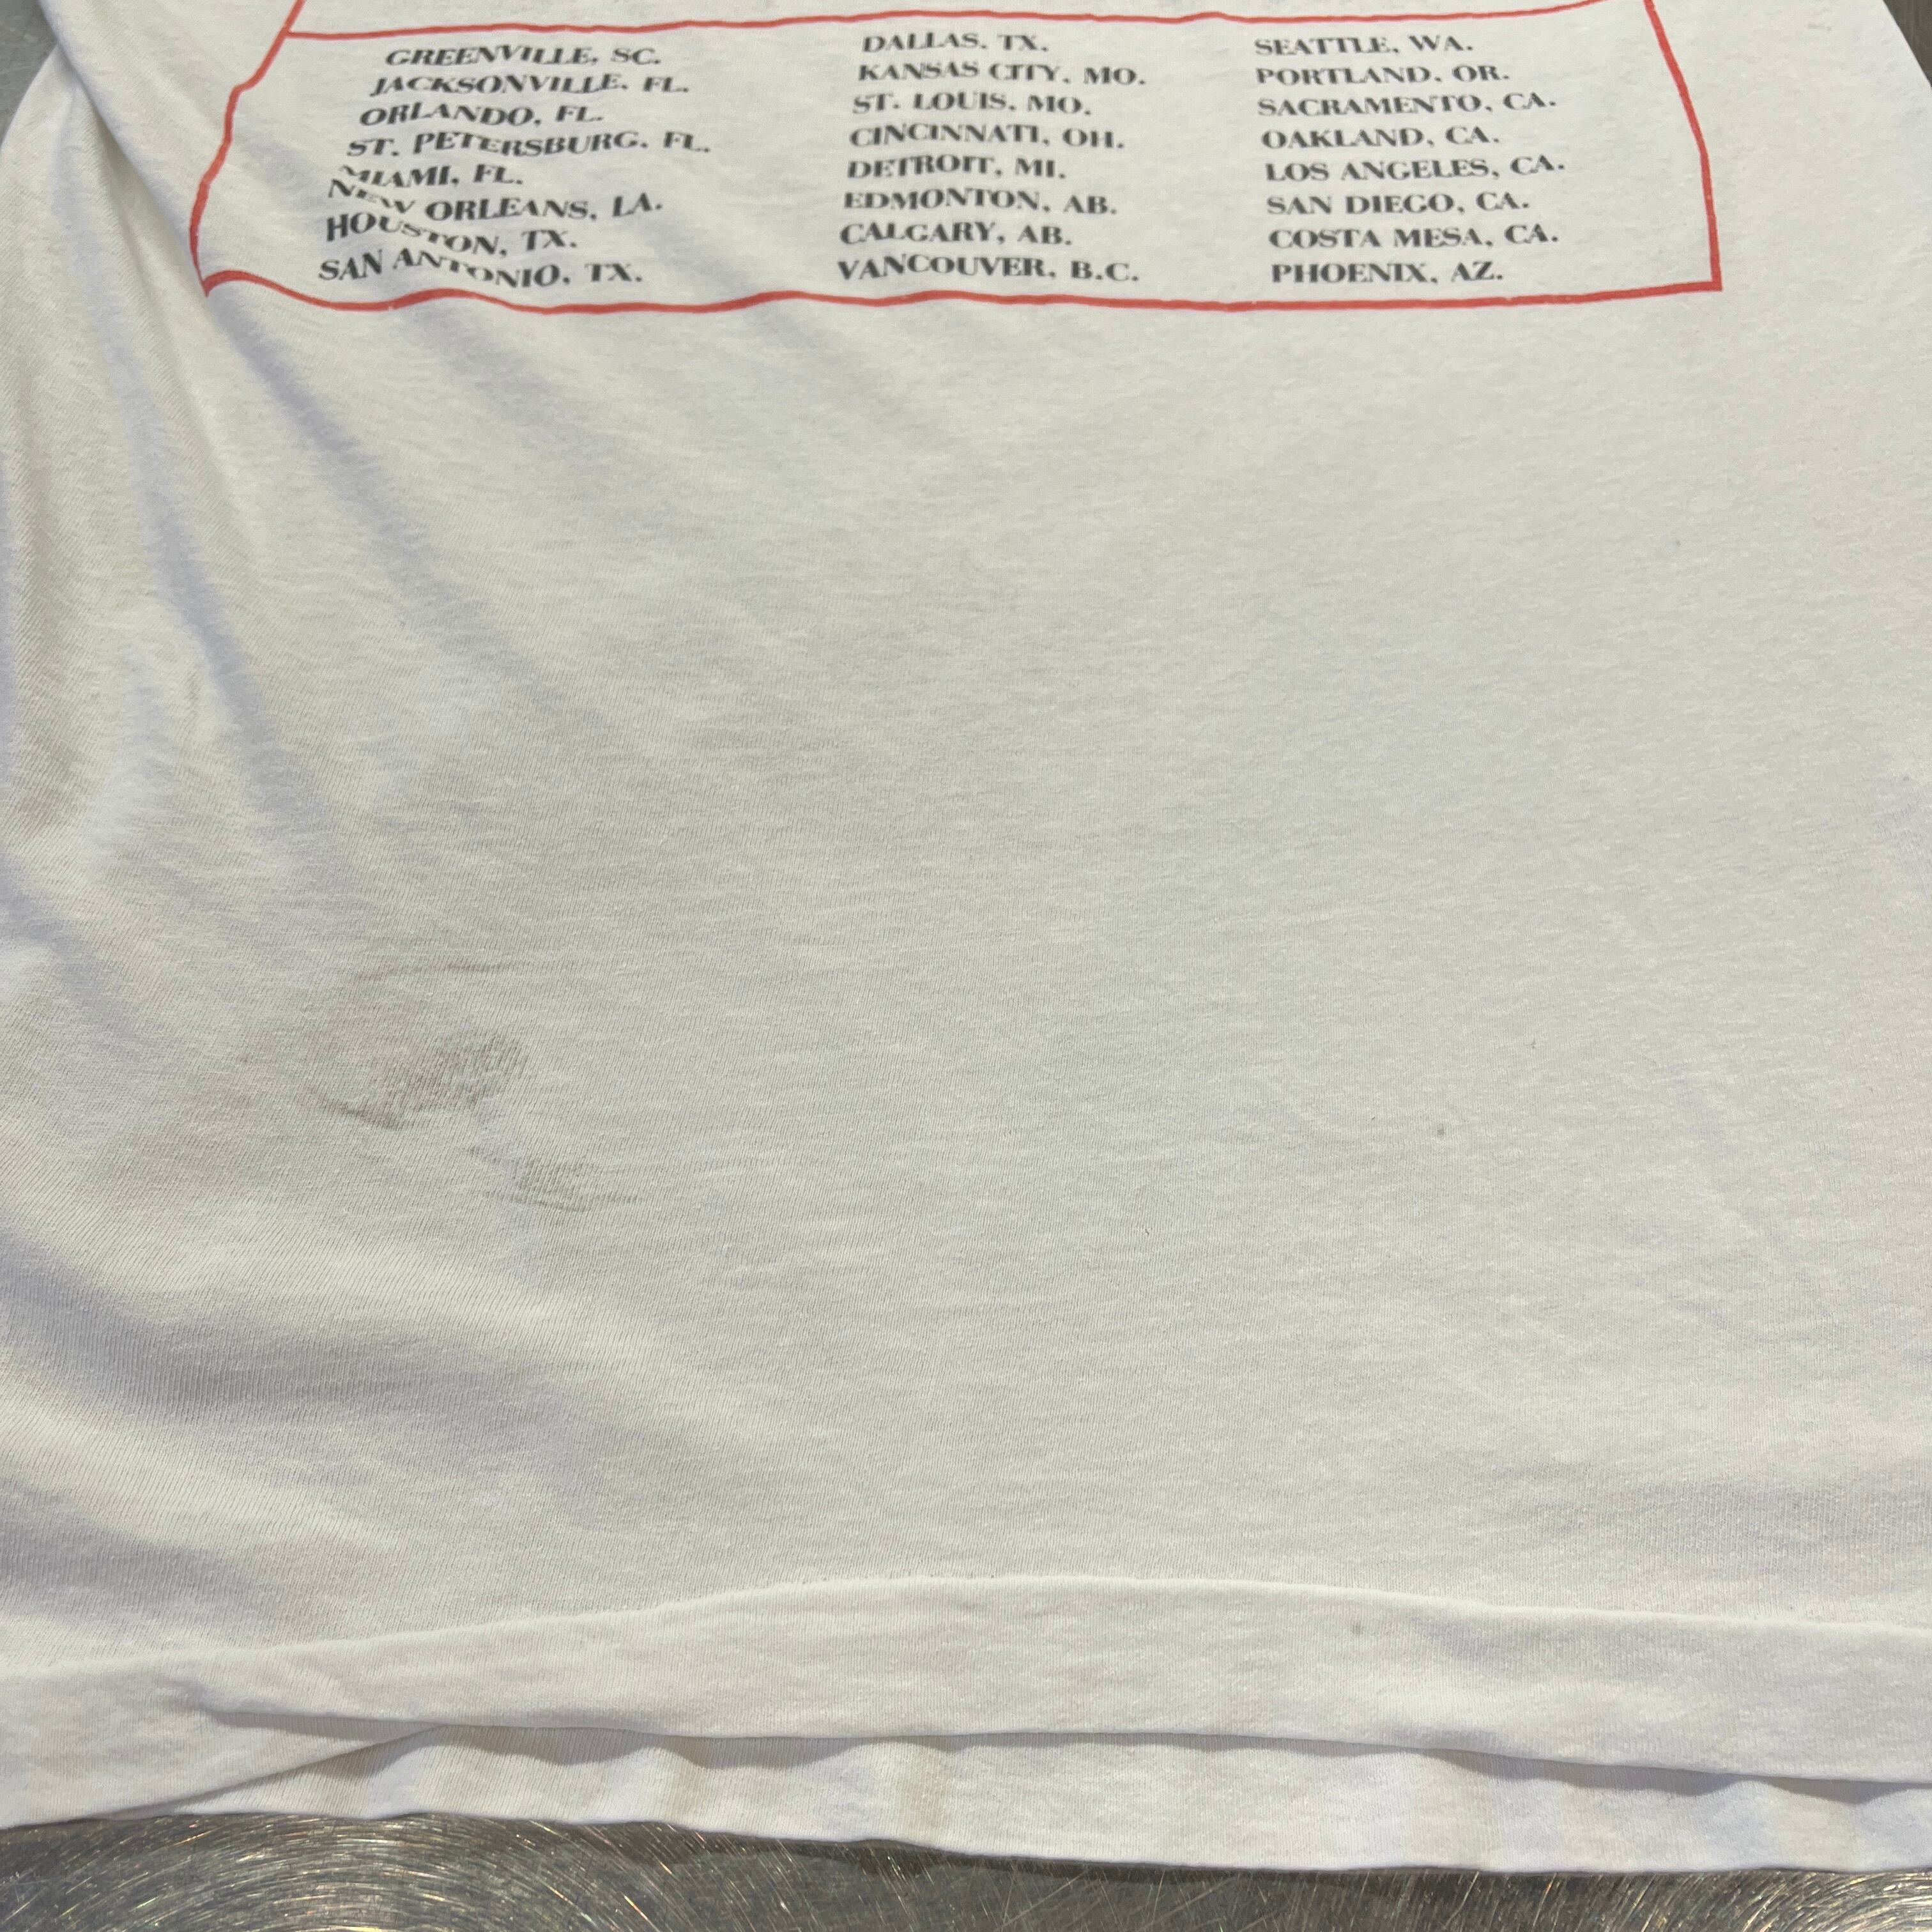 GREENVILLE, SC.
JACKSONVILLE, FL.
ORLANDO, FL.
ST. PETERSBURG, FL.
MIAMI, FL.
NEW ORLEANS, LA.
HOUSTON, TX.
SAN ANTONIO, TX.
DALLAS, TX.
KANSAS CITY, MO.
ST. LOUIS, MO.
CINCINNATI, OH.
DETROIT, MI.
EDMONTON, AB.
CALGARY, AB.
VANCOUVER, B.C.
SEATTLE, WA.
PORTLAND, OR.
SACRAMENTO, CA.
OAKLAND, CA.
LOS ANGELES, CA.
SAN DIEGO, CA.
COSTA MESA, CA.
PHOENIX, AZ.